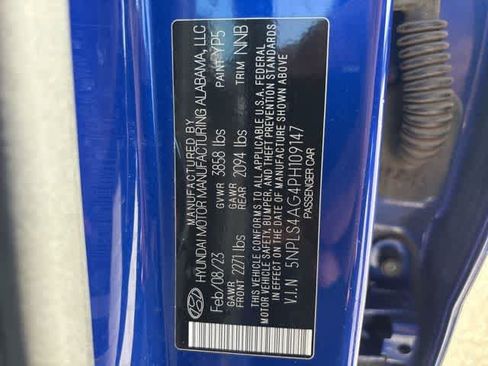 MANUFACTURED BY
HYUNDAI MOTOR MANUFACTURING ALABAMA, LLC
Feb/08/23 GVWR 3858 lbs PAINT YP5
GAWR FRONT 2271 lbs GAWR REAR 2094 lbs TRIM NNB
THIS VEHICLE CONFORMS TO ALL APPLICABLE U.S.A. FEDERAL
MOTOR VEHICLE SAFETY, BUMPER, AND THEFT PREVENTION STANDARDS
IN EFFECT ON THE DATE OF MANUFACTURE SHOWN ABOVE
V.I.N 5NPLS4AG4PH109147
PASSENGER CAR